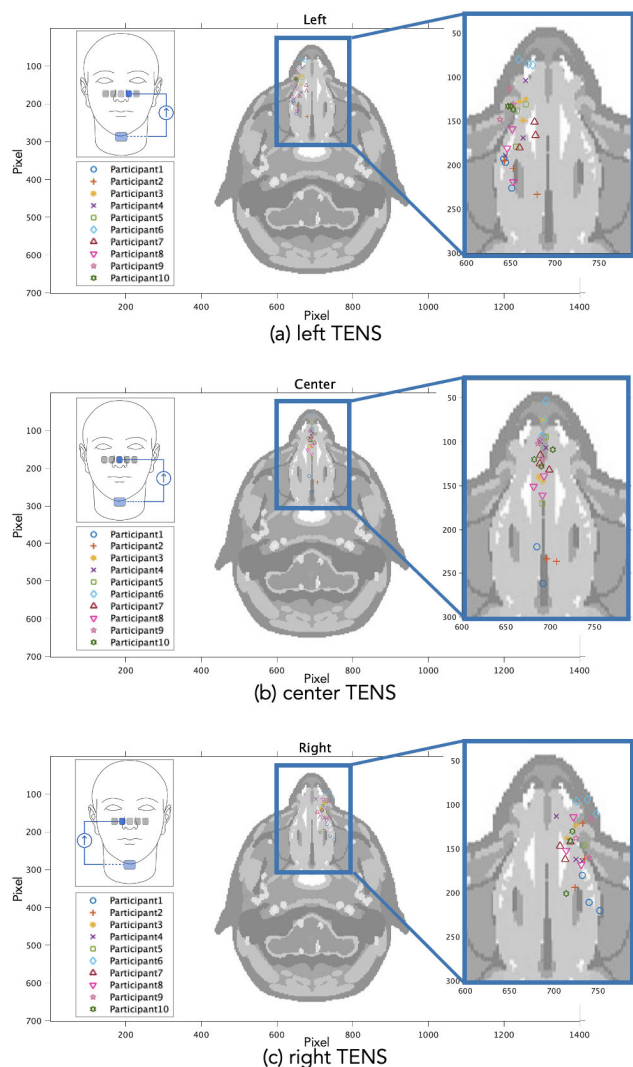 Left
Pixel
100
200
300
400
500
600
700
200
400
600
800
1000
1200
1400
Pixel
Participant1
Participant2
Participant3
Participant4
Participant5
Participant6
Participant7
Participant8
Participant9
Participant10
50
100
150
200
250
300
600
650
700
750
(a) left TENS
Center
Pixel
100
200
300
400
500
600
700
200
400
600
800
1000
1200
1400
Pixel
Participant1
Participant2
Participant3
Participant4
Participant5
Participant6
Participant7
Participant8
Participant9
Participant10
50
100
150
200
250
300
600
650
700
750
(b) center TENS
Right
Pixel
100
200
300
400
500
600
700
200
400
600
800
1000
1200
1400
Pixel
Participant1
Participant2
Participant3
Participant4
Participant5
Participant6
Participant7
Participant8
Participant9
Participant10
50
100
150
200
250
300
600
650
700
750
(c) right TENS